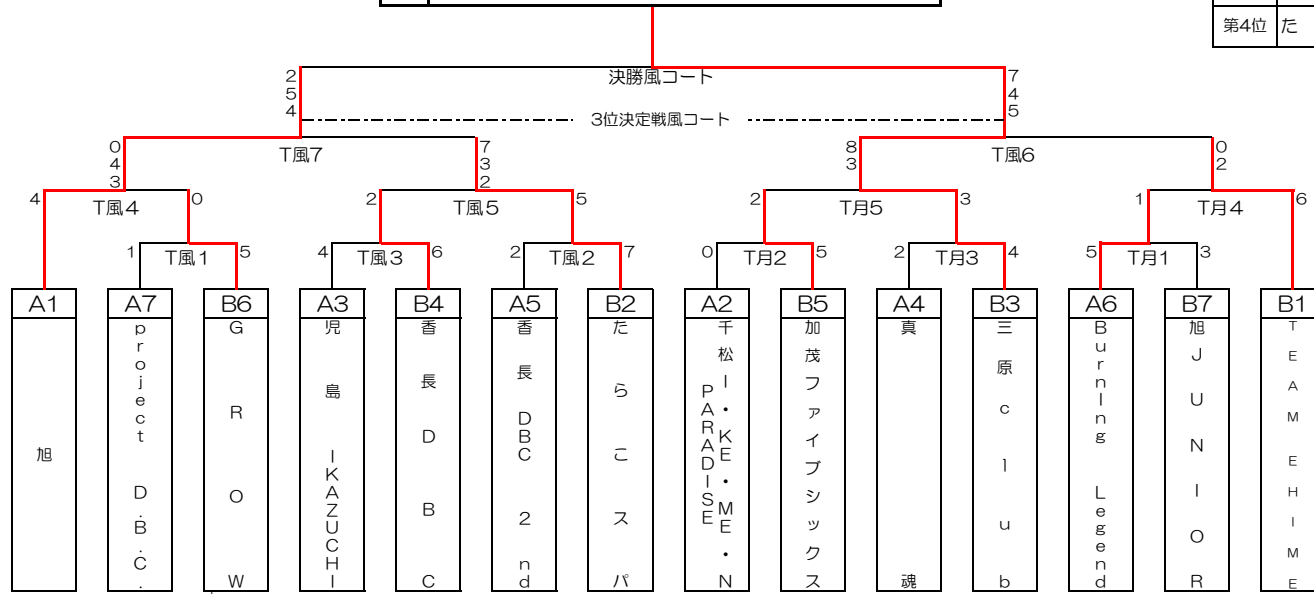 第4位 た
決勝風コート
2 5 4
7 4 5
3位決定戦風コート
0 4 3
T風7
7 3 2
8 3
T風6
0 2
4 T風4 0
2 T風5 5
2 T月5 3
1 T月4 6
1 T風1 5
4 T風3 6
2 T風2 7
0 T月2 5
2 T月3 4
5 T月1 3
A1 A7 B6 A3 B4 A5 B2 A2 B5 A4 B3 A6 B7 B1
旭
project D.B.C.
GROW
児島 IKAZUCHI
香長DBC
香長DBC 2nd
たらこスパ
千松I・KE・ME・N
PARADISE
加茂ファイブシックス
真魂
三原club
BurnIng Legend
旭JUNIOR
TEAM EHIME